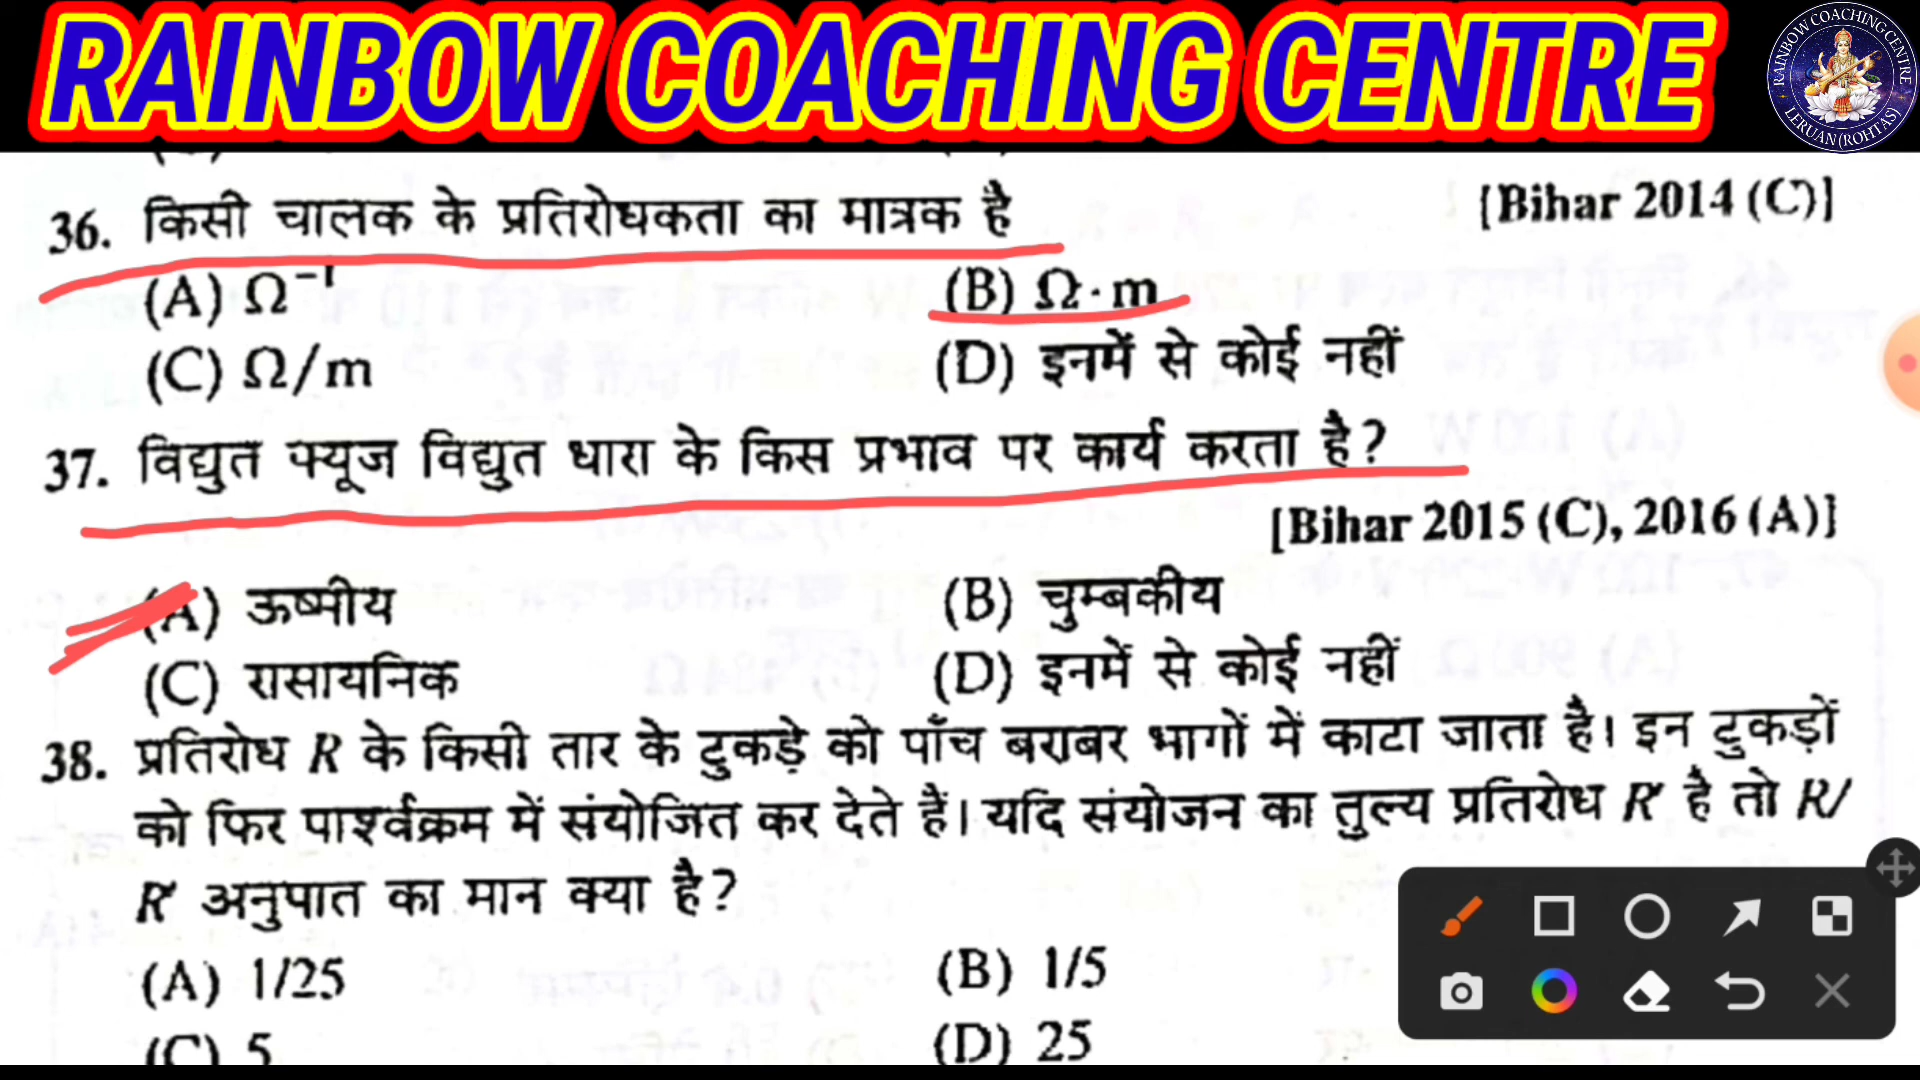 RAINBOW COACHING CENTRE
RAINBOW COACHING CENTRE
LERUAN (ROHTAS)
36. किसी चालक के प्रतिरोधकता का मात्रक है [Bihar 2014 (C)]
(A) Ω⁻¹ (B) Ω·m
(C) Ω/m (D) इनमें से कोई नहीं
37. विद्युत फ्यूज विद्युत धारा के किस प्रभाव पर कार्य करता है?
[Bihar 2015 (C), 2016 (A)]
(A) ऊष्मीय (B) चुम्बकीय
(C) रासायनिक (D) इनमें से कोई नहीं
38. प्रतिरोध R के किसी तार के टुकड़े को पाँच बराबर भागों में काटा जाता है। इन टुकड़ों
को फिर पार्श्वक्रम में संयोजित कर देते हैं। यदि संयोजन का तुल्य प्रतिरोध R' है तो R/
R' अनुपात का मान क्या है?
(A) 1/25 (B) 1/5
(C) 5 (D) 25